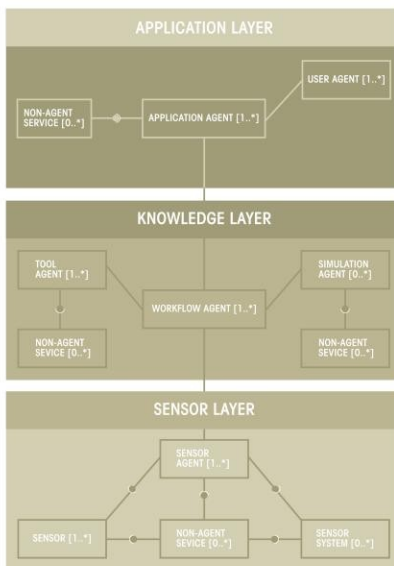 APPLICATION LAYER
USER AGENT [1..*]
NON-AGENT
SERVICE [0..*]
APPLICATION AGENT [1..*]
KNOWLEDGE LAYER
TOOL
AGENT [1..*]
SIMULATION
AGENT [0..*]
WORKFLOW AGENT [1..*]
NON-AGENT
SEVICE [0..*]
NON-AGENT
SEVICE [0..*]
SENSOR LAYER
SENSOR
AGENT [1..*]
SENSOR [1..*]
NON-AGENT
SEVICE [0..*]
SENSOR
SYSTEM [0..*]